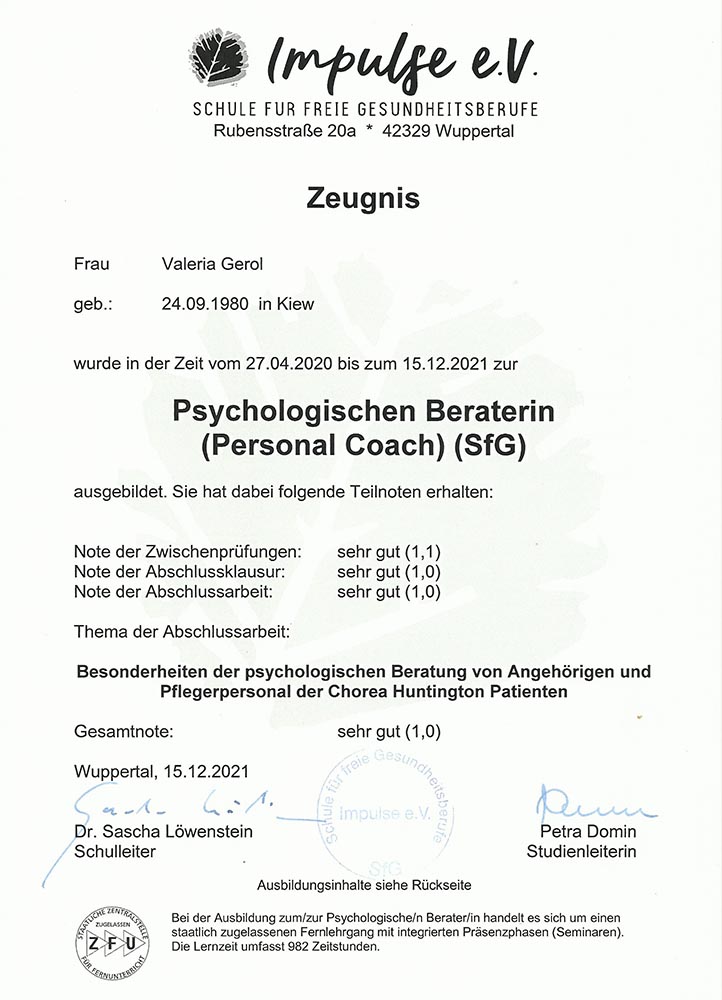 Impulse e.V.
SCHULE FÜR FREIE GESUNDHEITSBERUFE
Rubensstraße 20a * 42329 Wuppertal
Zeugnis
Frau Valeria Gerol
geb.: 24.09.1980 in Kiew
wurde in der Zeit vom 27.04.2020 bis zum 15.12.2021 zur
Psychologischen Beraterin
(Personal Coach) (SfG)
ausgebildet. Sie hat dabei folgende Teilnoten erhalten:
Note der Zwischenprüfungen: sehr gut (1,1)
Note der Abschlussklausur: sehr gut (1,0)
Note der Abschlussarbeit: sehr gut (1,0)
Thema der Abschlussarbeit:
Besonderheiten der psychologischen Beratung von Angehörigen und
Pflegerpersonal der Chorea Huntington Patienten
Gesamtnote: sehr gut (1,0)
Wuppertal, 15.12.2021
Schule für freie Gesundheitsberufe
Impulse e.V.
SfG
Dr. Sascha Löwenstein
Schulleiter
Petra Domin
Studienleiterin
Ausbildungsinhalte siehe Rückseite
STAATLICHE ZENTRALSTELLE
ZUGELASSEN
ZFU
FÜR FERNUNTERRICHT
Bei der Ausbildung zum/zur Psychologische/n Berater/in handelt es sich um einen
staatlich zugelassenen Fernlehrgang mit integrierten Präsenzphasen (Seminaren).
Die Lernzeit umfasst 982 Zeitstunden.